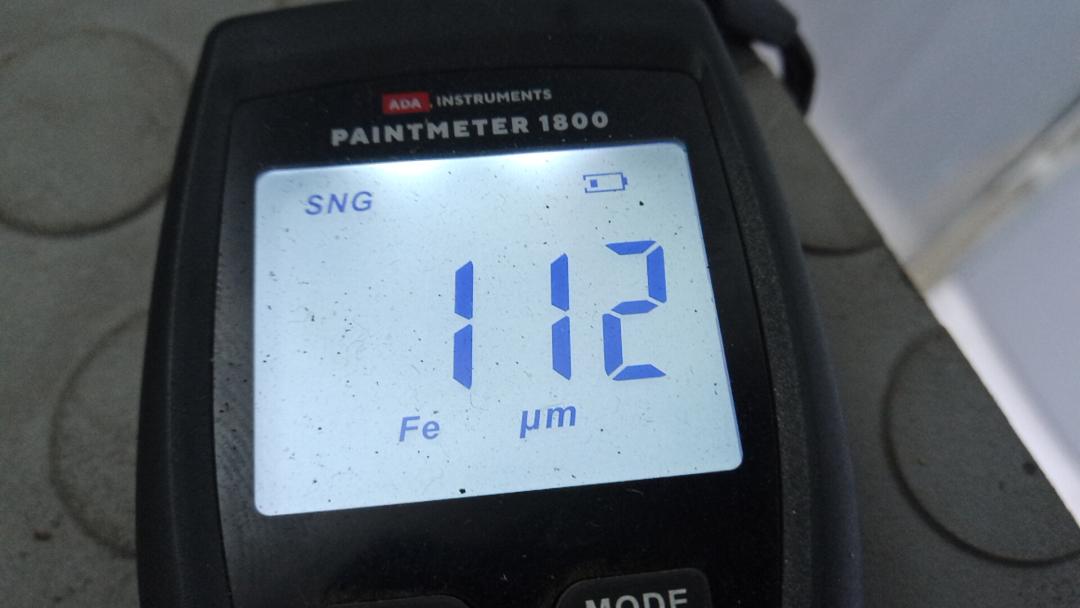 ADA. INSTRUMENTS
PAINTMETER 1800
SNG
112
Fe µm
MODE